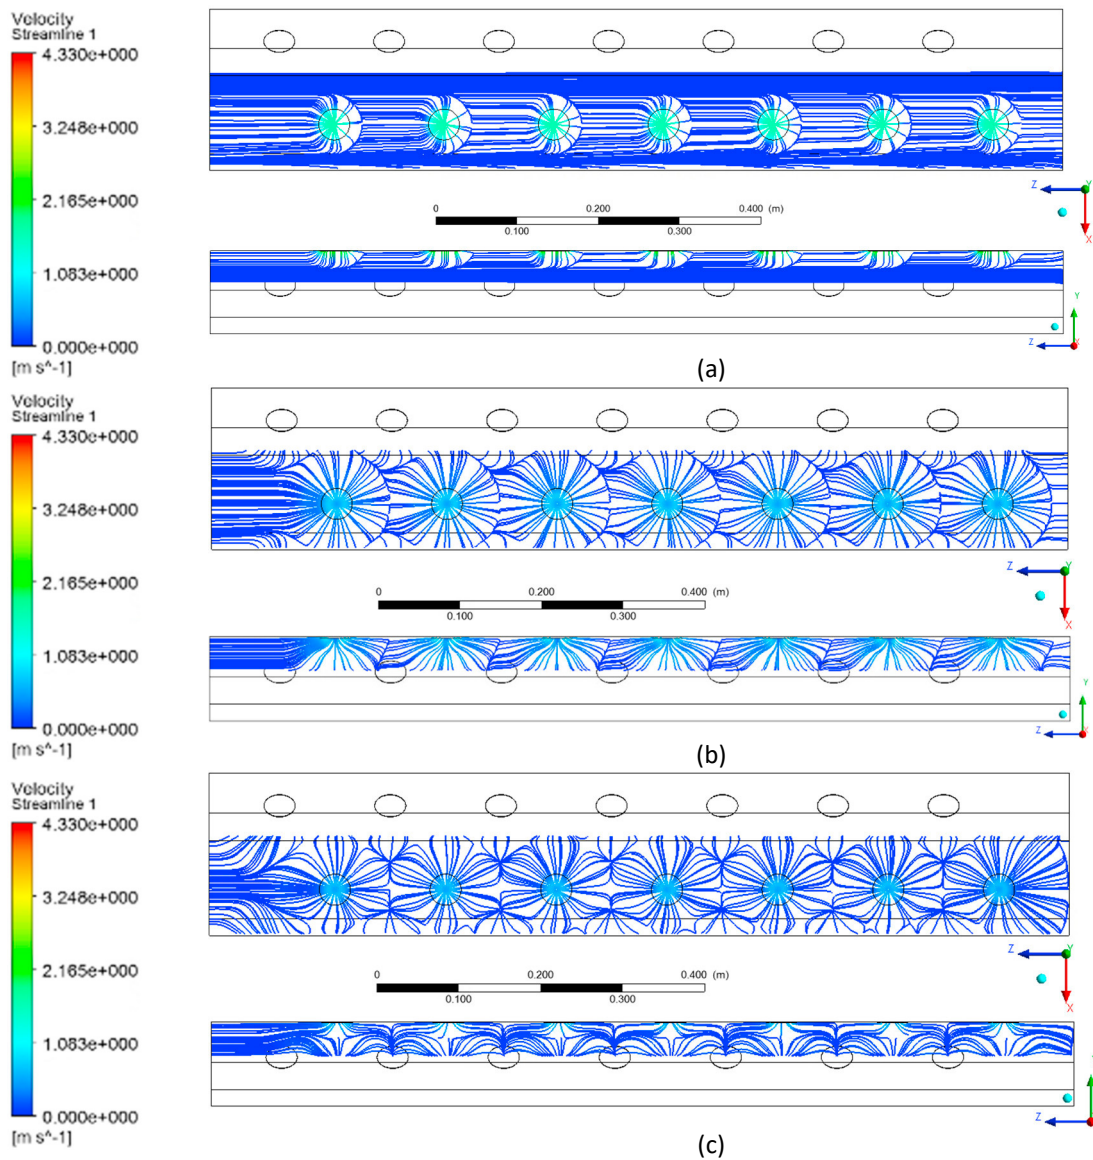 Velocity
Streamline 1
4.330e+000
3.248e+000
2.165e+000
1.083e+000
0.000e+000
[m s^-1]
0 0.200 0.400 (m)
0.100 0.300
Z Y
X
Y
Z X
(a)
Velocity
Streamline 1
4.330e+000
3.248e+000
2.165e+000
1.083e+000
0.000e+000
[m s^-1]
Z Y
X
0 0.200 0.400 (m)
0.100 0.300
Y
Z X
(b)
Velocity
Streamline 1
4.330e+000
3.248e+000
2.165e+000
1.083e+000
0.000e+000
[m s^-1]
Z Y
X
0 0.200 0.400 (m)
0.100 0.300
Z
(c)